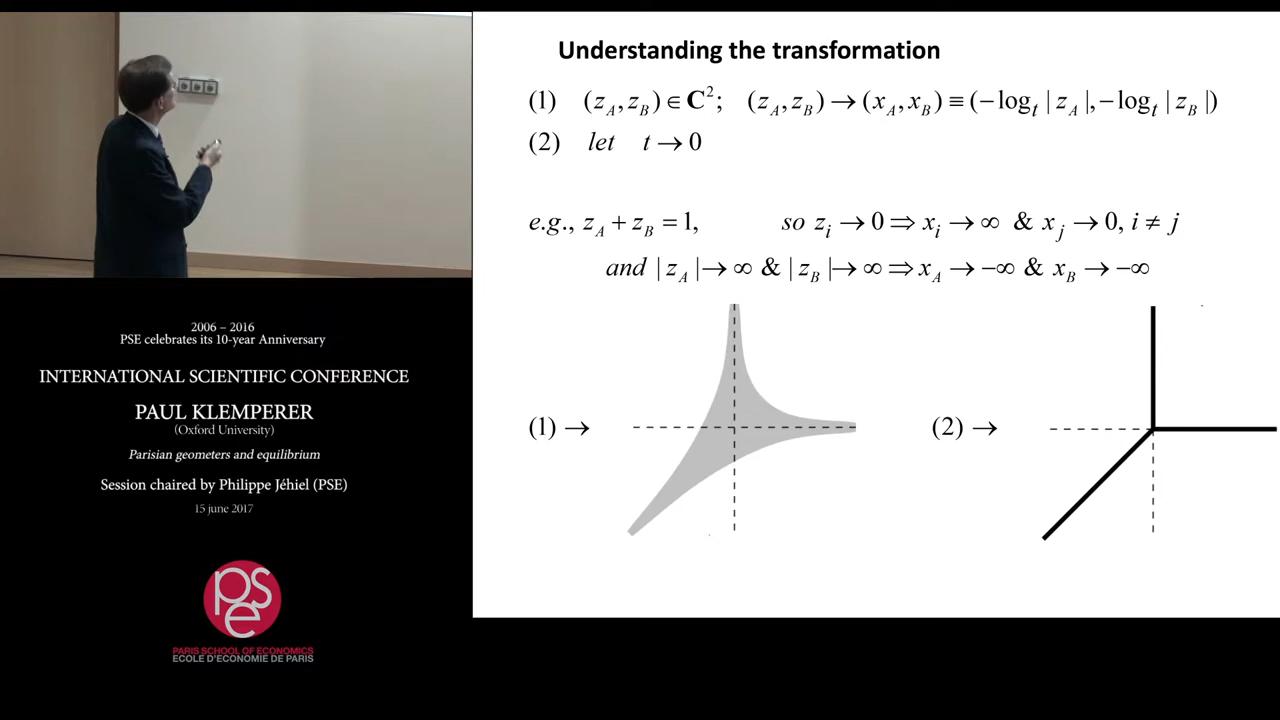 Understanding the transformation
(1) (z_A, z_B) ∈ C²; (z_A, z_B) → (x_A, x_B) ≡ (−log_t | z_A |, −log_t | z_B |)
(2) let t → 0
e.g., z_A + z_B = 1, so z_i → 0 ⇒ x_i → ∞ & x_j → 0, i ≠ j
and | z_A |→ ∞ & | z_B |→ ∞ ⇒ x_A → −∞ & x_B → −∞
(1) →
(2) →
2006 – 2016
PSE celebrates its 10-year Anniversary
INTERNATIONAL SCIENTIFIC CONFERENCE
PAUL KLEMPERER
(Oxford University)
Parisian geometers and equilibrium
Session chaired by Philippe Jéhiel (PSE)
15 june 2017
pse
PARIS SCHOOL OF ECONOMICS
ECOLE D'ECONOMIE DE PARIS